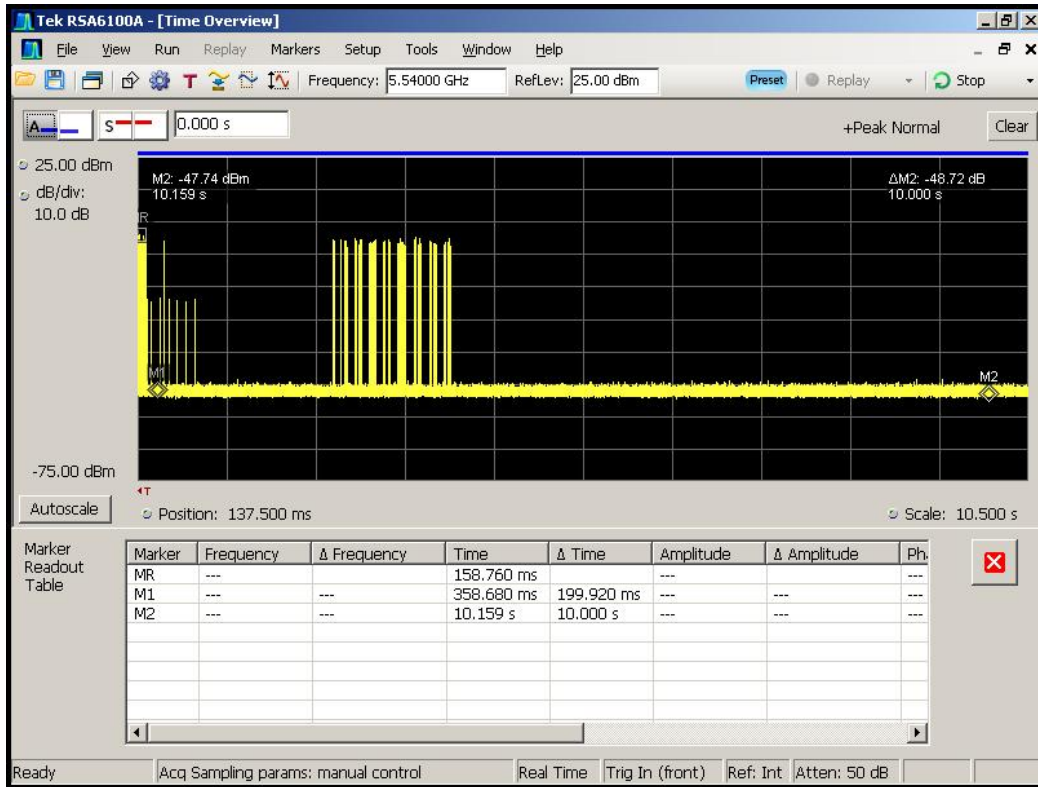 Tek RSA6100A - [Time Overview]
File View Run Replay Markers Setup Tools Window Help
T Frequency: 5.54000 GHz RefLev: 25.00 dBm Preset Replay Stop
A S 0.000 s +Peak Normal Clear
25.00 dBm
dB/div:
10.0 dB
M2: -47.74 dBm
10.159 s
ΔM2: -48.72 dB
10.000 s
MR
M1
M2
-75.00 dBm
T
Autoscale
Position: 137.500 ms
Scale: 10.500 s
Marker
Readout
Table
Marker Frequency Δ Frequency Time Δ Time Amplitude Δ Amplitude Ph
MR --- 158.760 ms --- ---
M1 --- --- 358.680 ms 199.920 ms --- --- ---
M2 --- --- 10.159 s 10.000 s --- --- ---
Ready Acq Sampling params: manual control Real Time Trig In (front) Ref: Int Atten: 50 dB